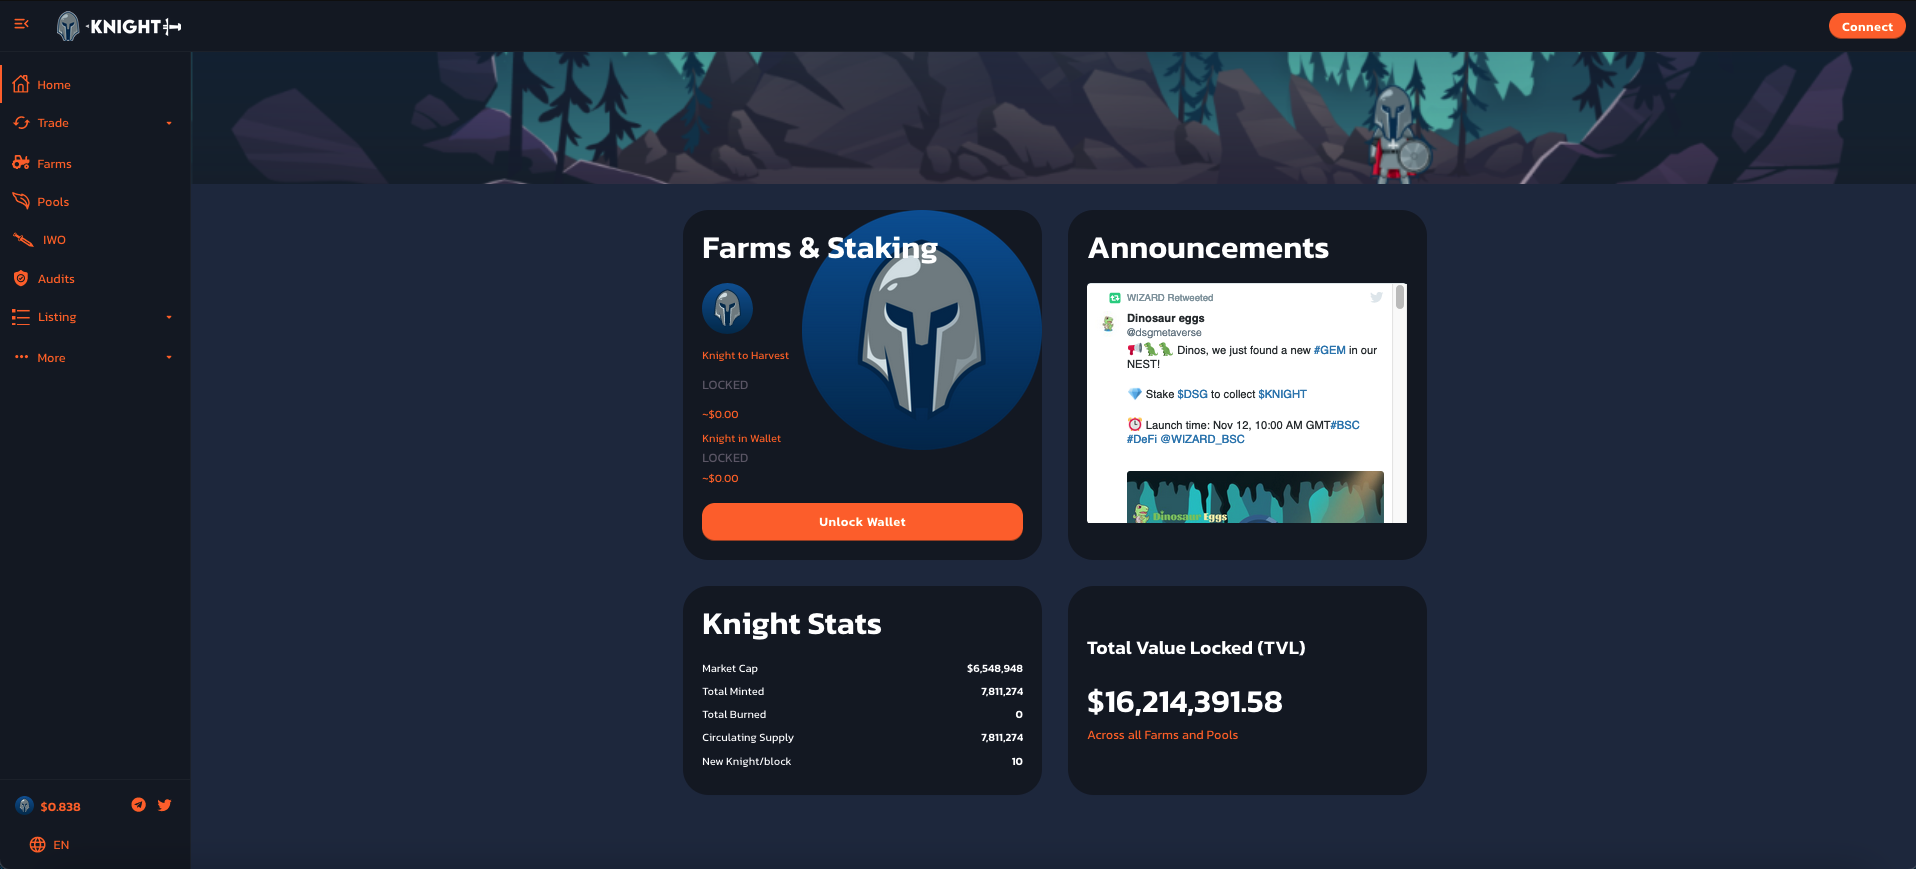 KNIGHT
Connect
Home
Trade
Farms
Pools
IWO
Audits
Listing
More
$0.838
EN
Farms & Staking
Knight to Harvest
LOCKED
~$0.00
Knight in Wallet
LOCKED
~$0.00
Unlock Wallet
Announcements
WIZARD Retweeted
Dinosaur eggs
@dsgmetaverse
Dinos, we just found a new #GEM in our
NEST!
Stake $DSG to collect $KNIGHT
Launch time: Nov 12, 10:00 AM GMT#BSC
#DeFi @WIZARD_BSC
Dinosaur Eggs
Knight Stats
Market Cap $6,548,948
Total Minted 7,811,274
Total Burned 0
Circulating Supply 7,811,274
New Knight/block 10
Total Value Locked (TVL)
$16,214,391.58
Across all Farms and Pools